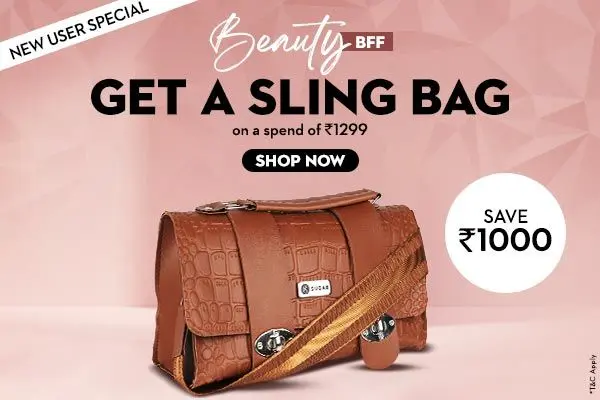 NEW USER SPECIAL
Beauty BFF
GET A SLING BAG
on a spend of ₹1299
SHOP NOW
SAVE
₹1000
SUGAR
*T&C Apply